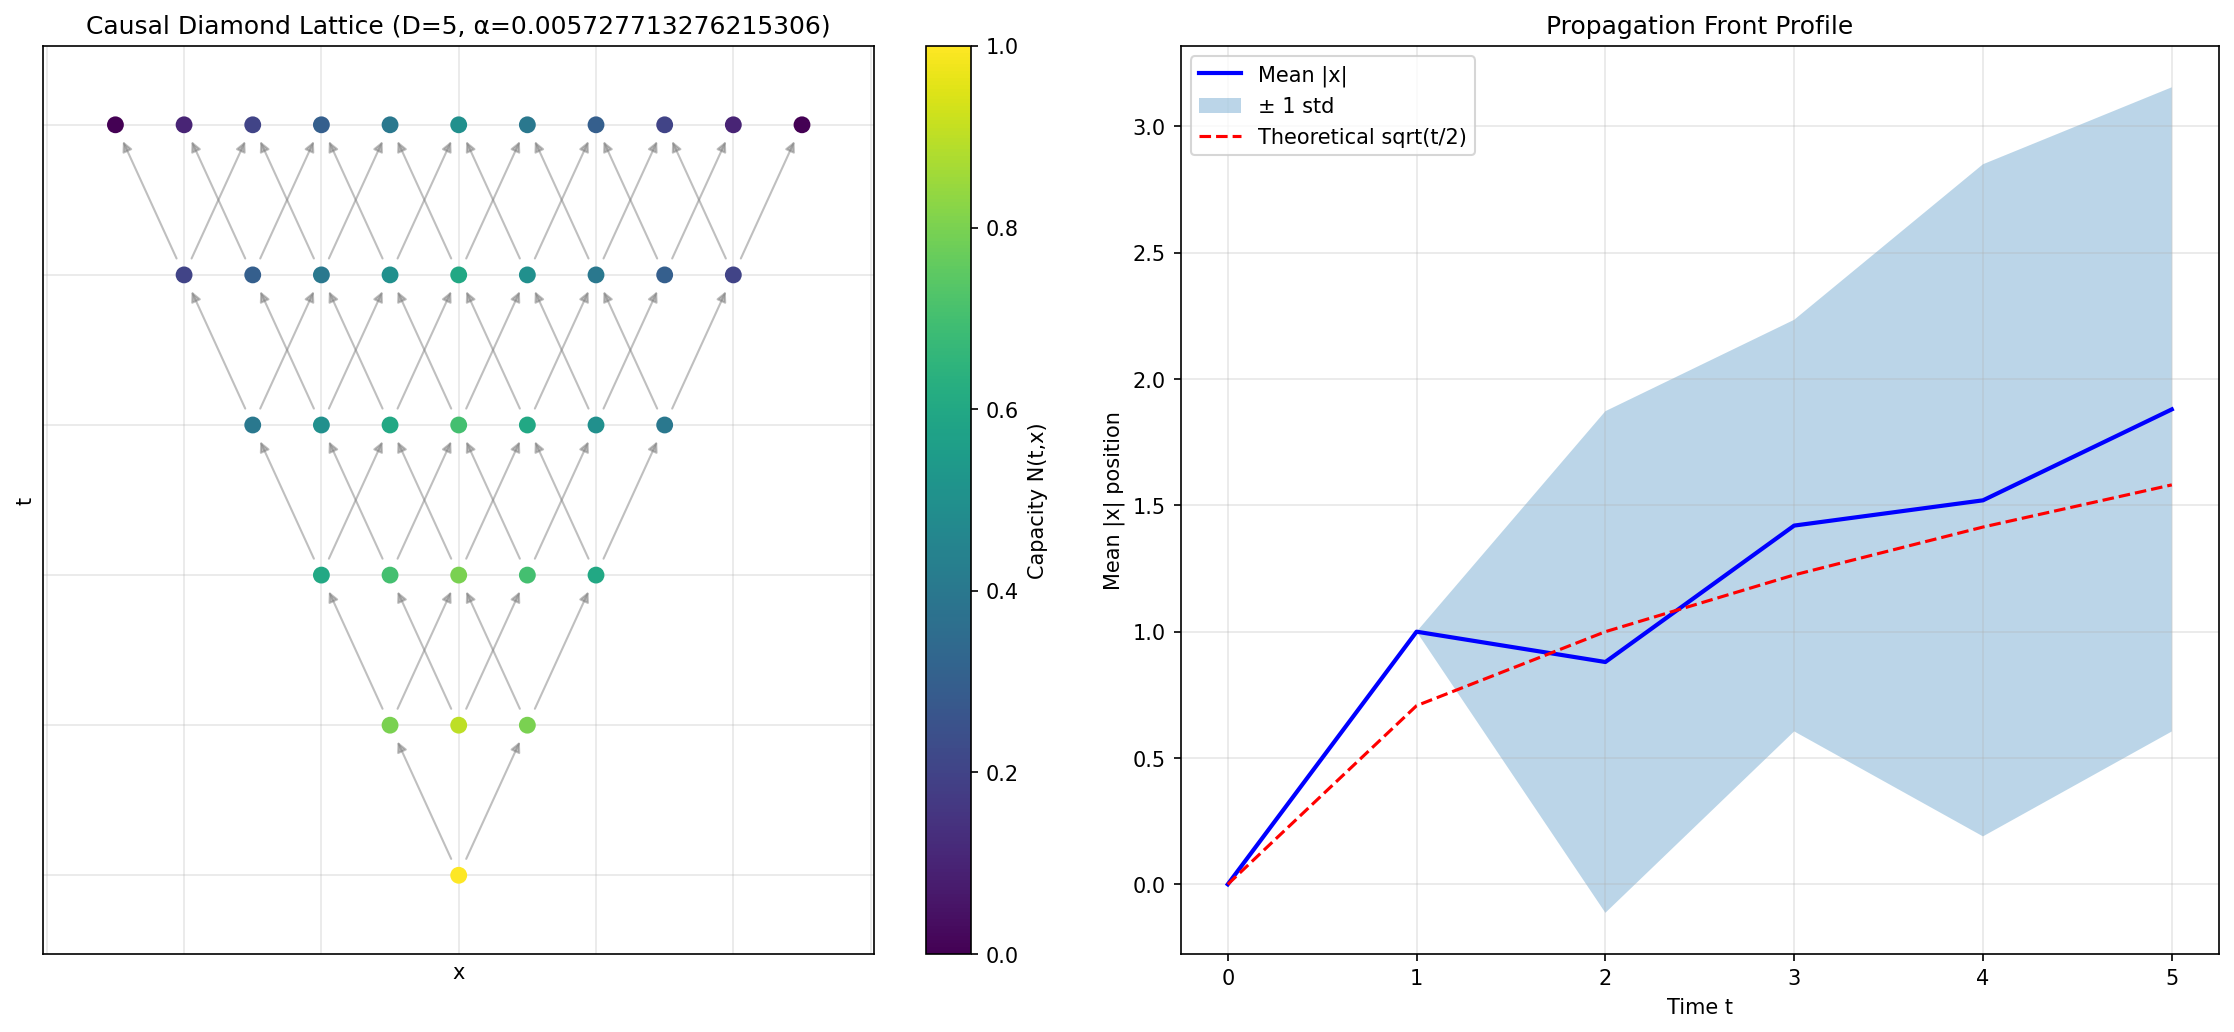 Causal Diamond Lattice (D=5, α=0.005727713276215306)
t
x
1.0
0.8
0.6
0.4
0.2
0.0
Capacity N(t,x)
Propagation Front Profile
Mean |x|
± 1 std
Theoretical sqrt(t/2)
Mean |x| position
3.0
2.5
2.0
1.5
1.0
0.5
0.0
0 1 2 3 4 5
Time t